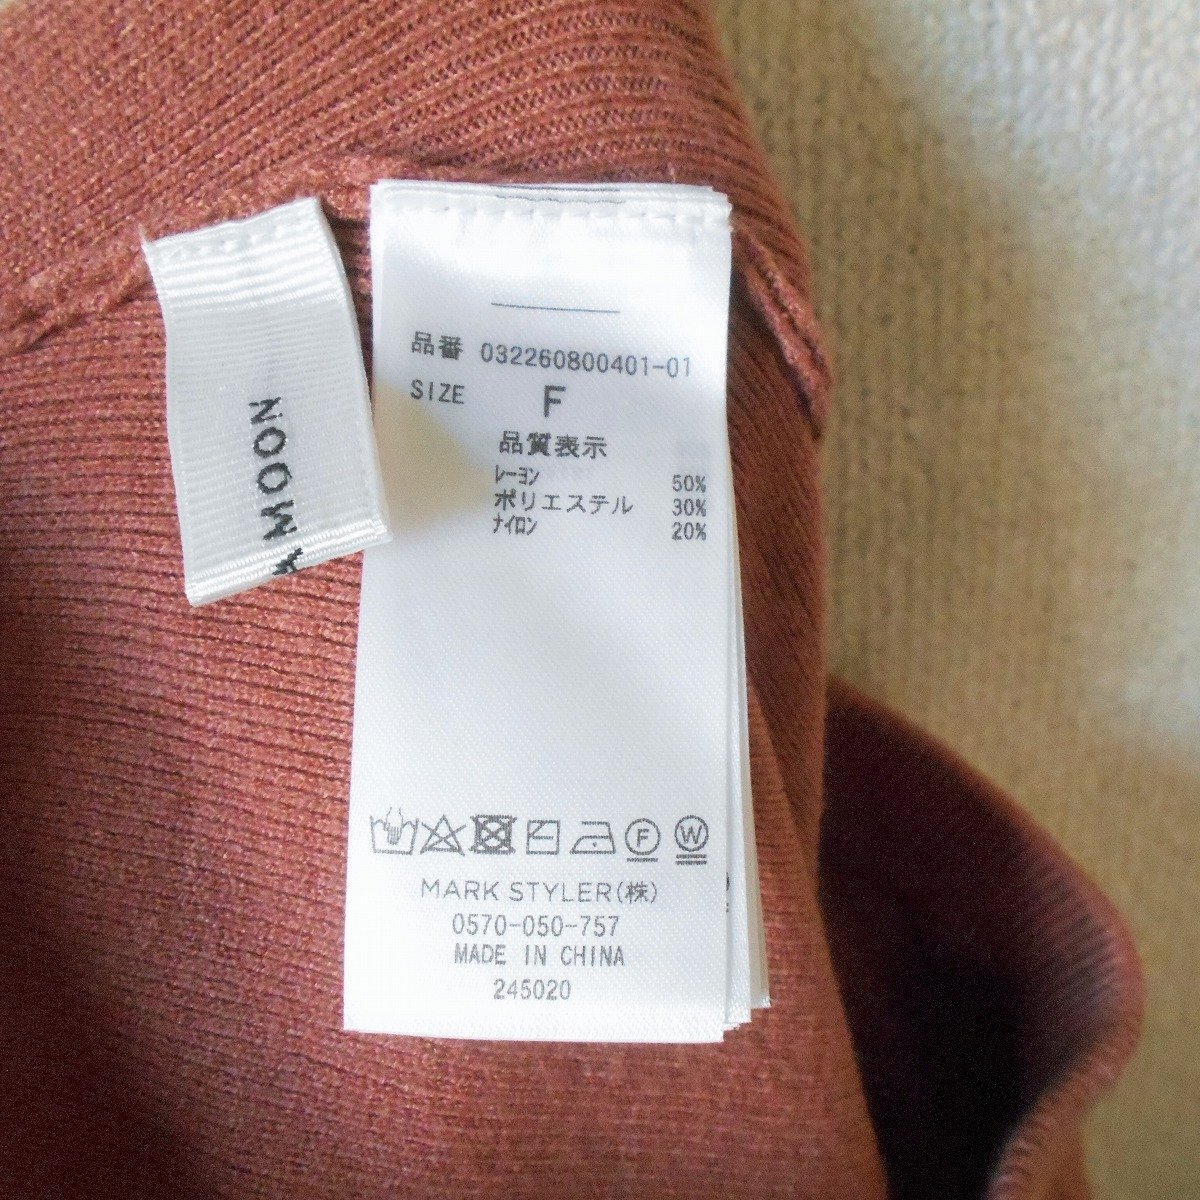 A MOON
品番 032260800401-01
SIZE F
品質表示
レーヨン 50%
ポリエステル 30%
ナイロン 20%
F W
MARK STYLER(株)
0570-050-757
MADE IN CHINA
245020